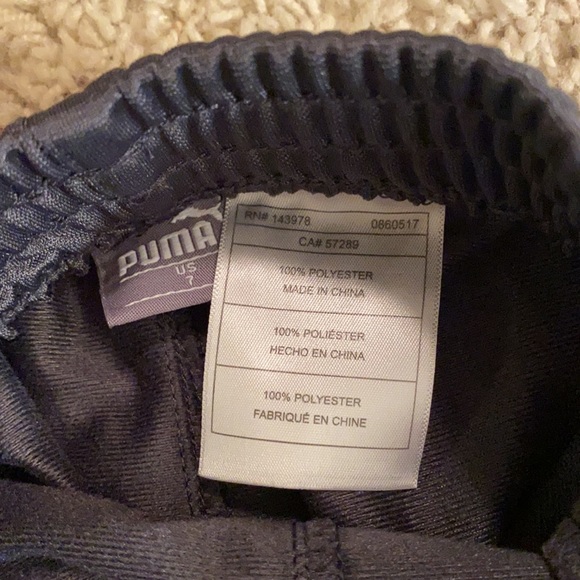 PUMA
US
7
RN# 143978 0860517
CA# 57289
100% POLYESTER
MADE IN CHINA
100% POLIÉSTER
HECHO EN CHINA
100% POLYESTER
FABRIQUÉ EN CHINE